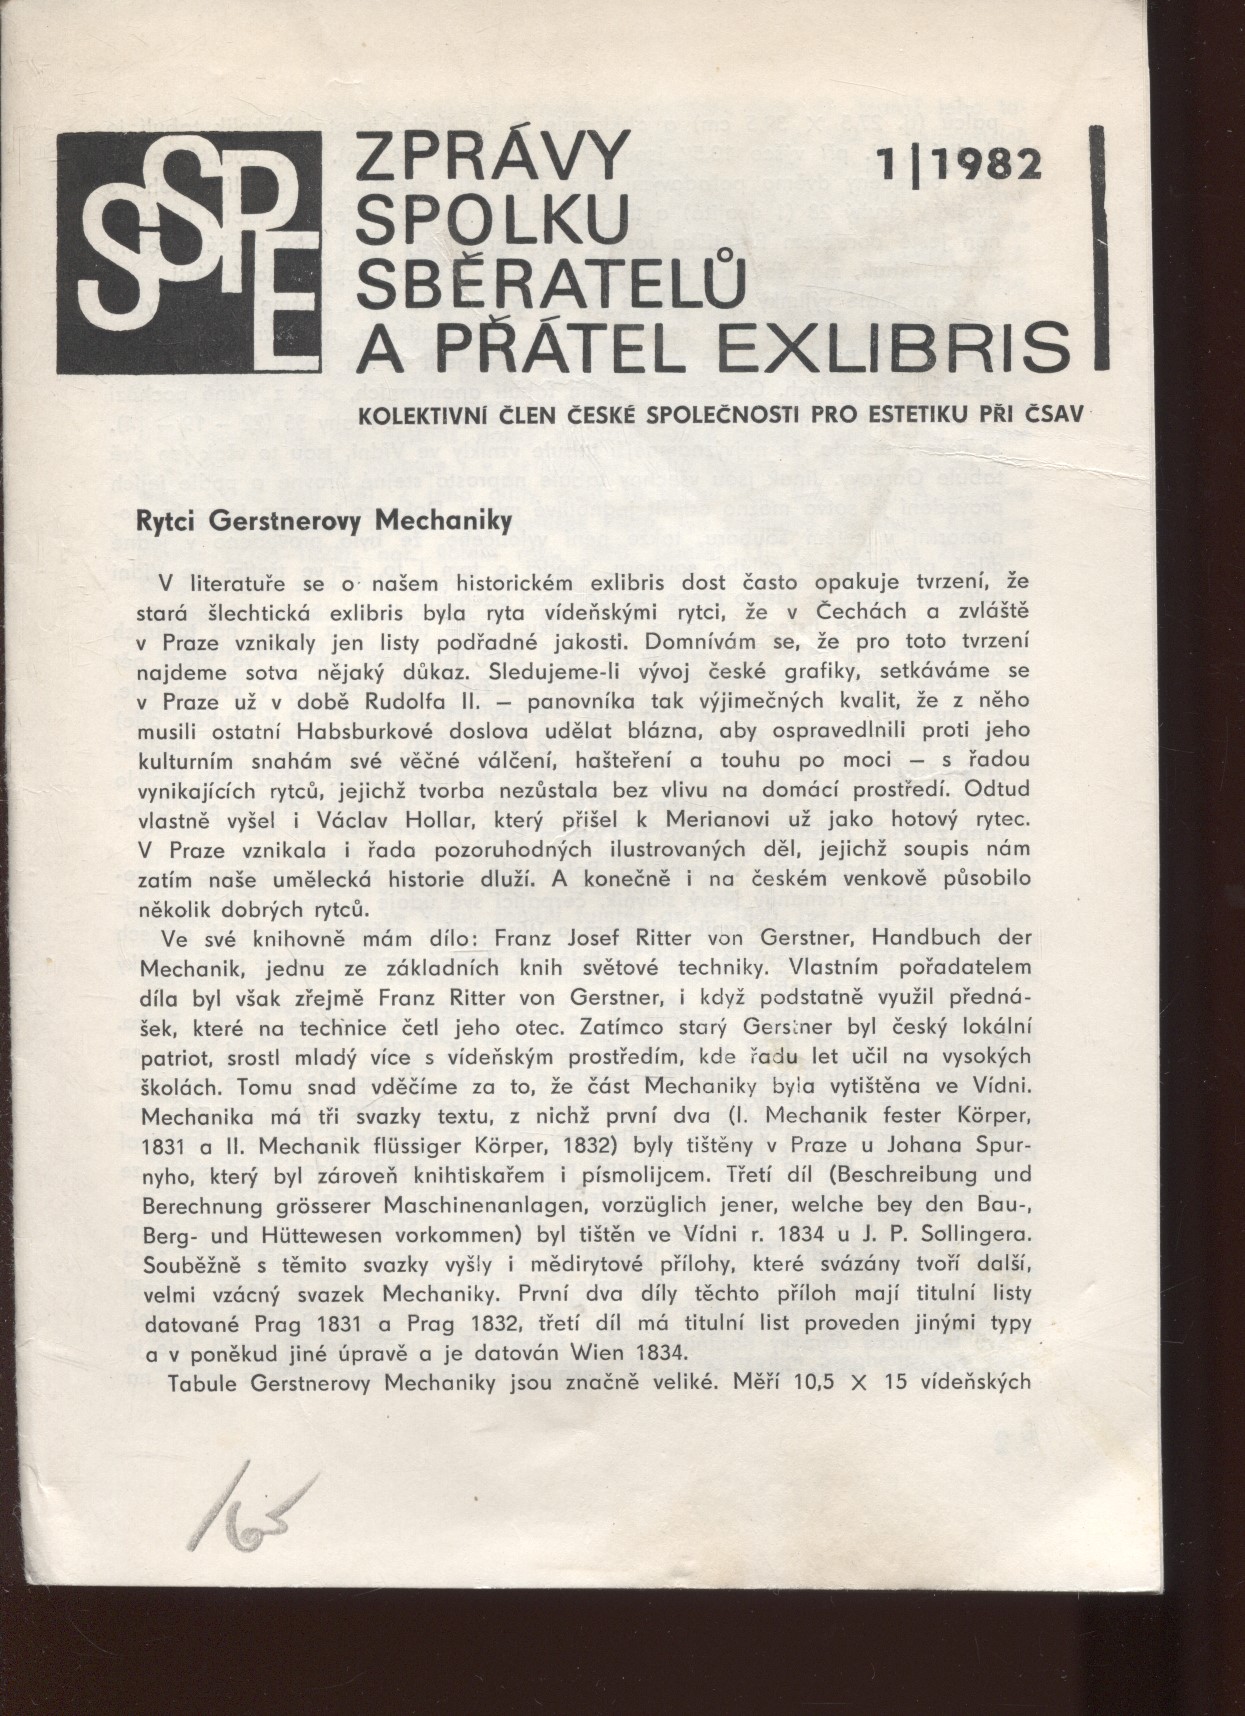 SSPE
ZPRÁVY
SPOLKU
SBĚRATELŮ
A PŘÁTEL EXLIBRIS
1|1982
KOLEKTIVNÍ ČLEN ČESKÉ SPOLEČNOSTI PRO ESTETIKU PŘI ČSAV
Rytci Gerstnerovy Mechaniky
V literatuře se o našem historickém exlibris dost často opakuje tvrzení, že
stará šlechtická exlibris byla ryta vídeňskými rytci, že v Čechách a zvláště
v Praze vznikaly jen listy podřadné jakosti. Domnívám se, že pro toto tvrzení
najdeme sotva nějaký důkaz. Sledujeme-li vývoj české grafiky, setkáváme se
v Praze už v době Rudolfa II. — panovníka tak výjimečných kvalit, že z něho
musili ostatní Habsburkové doslova udělat blázna, aby ospravedlnili proti jeho
kulturním snahám své věčné válčení, hašteření a touhu po moci — s řadou
vynikajících rytců, jejichž tvorba nezůstala bez vlivu na domácí prostředí. Odtud
vlastně vyšel i Václav Hollar, který přišel k Merianovi už jako hotový rytec.
V Praze vznikala i řada pozoruhodných ilustrovaných děl, jejichž soupis nám
zatím naše umělecká historie dluží. A konečně i na českém venkově působilo
několik dobrých rytců.
Ve své knihovně mám dílo: Franz Josef Ritter von Gerstner, Handbuch der
Mechanik, jednu ze základních knih světové techniky. Vlastním pořadatelem
díla byl však zřejmě Franz Ritter von Gerstner, i když podstatně využil předná-
šek, které na technice četl jeho otec. Zatímco starý Gerstner byl český lokální
patriot, srostl mladý více s vídeňským prostředím, kde řadu let učil na vysokých
školách. Tomu snad vděčíme za to, že část Mechaniky byla vytištěna ve Vídni.
Mechanika má tři svazky textu, z nichž první dva (I. Mechanik fester Körper,
1831 a II. Mechanik flüssiger Körper, 1832) byly tištěny v Praze u Johana Spur-
nyho, který byl zároveň knihtiskařem i písmolijcem. Třetí díl (Beschreibung und
Berechnung grösserer Maschinenanlagen, vorzüglich jener, welche bey den Bau-,
Berg- und Hüttewesen vorkommen) byl tištěn ve Vídni r. 1834 u J. P. Sollingera.
Souběžně s těmito svazky vyšly i mědirytové přílohy, které svázány tvoří další,
velmi vzácný svazek Mechaniky. První dva díly těchto příloh mají titulní listy
datované Prag 1831 a Prag 1832, třetí díl má titulní list proveden jinými typy
a v poněkud jiné úpravě a je datován Wien 1834.
Tabule Gerstnerovy Mechaniky jsou značně veliké. Měří 10,5 X 15 vídeňských